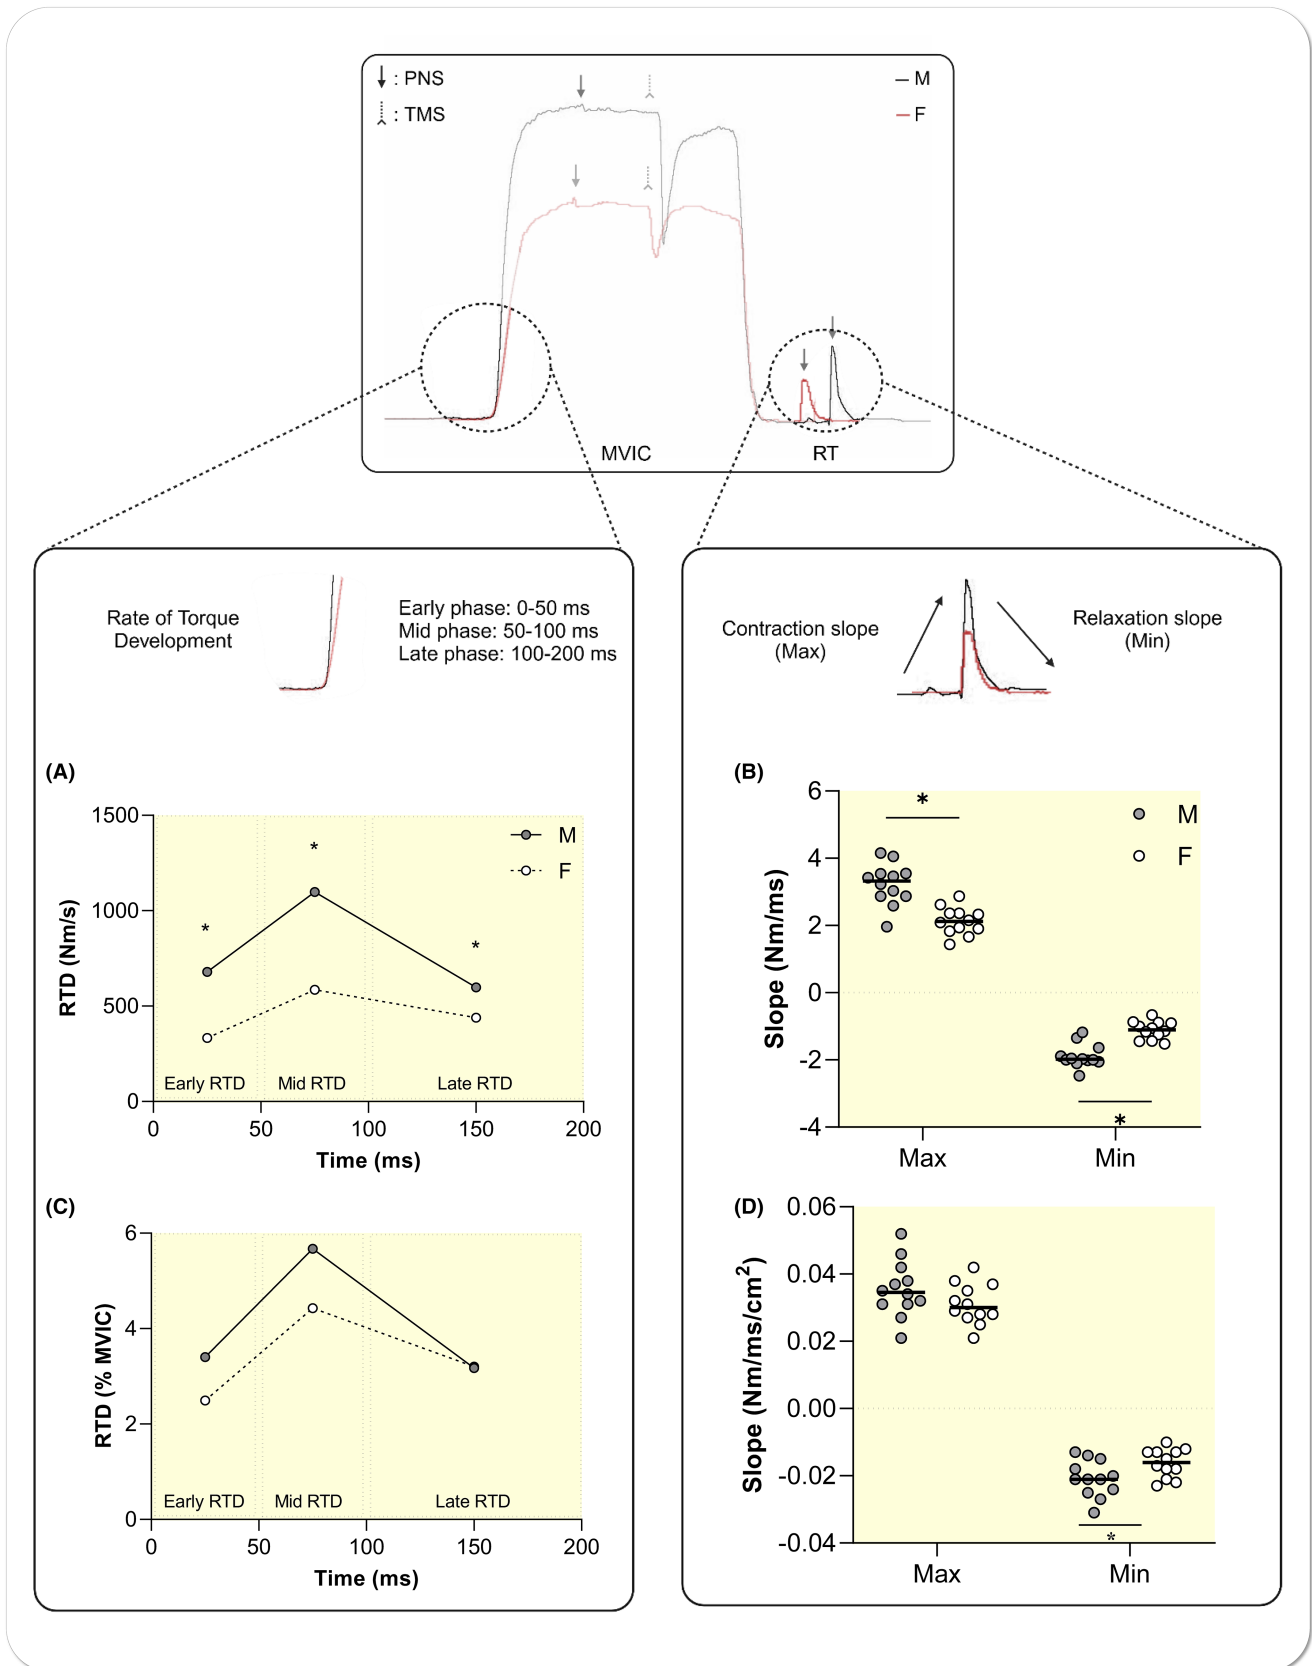 : PNS
: TMS
M
F
MVIC
RT
Rate of Torque
Development
Early phase: 0-50 ms
Mid phase: 50-100 ms
Late phase: 100-200 ms
Contraction slope
(Max)
Relaxation slope
(Min)
(A)
1500
1000
500
0
RTD (Nm/s)
*
*
*
M
F
Early RTD
Mid RTD
Late RTD
0
50
100
150
200
Time (ms)
(B)
6
4
2
0
-2
-4
Slope (Nm/ms)
*
M
F
*
Max
Min
(C)
6
4
2
0
RTD (% MVIC)
Early RTD
Mid RTD
Late RTD
0
50
100
150
200
Time (ms)
(D)
0.06
0.04
0.02
0.00
-0.02
-0.04
Slope (Nm/ms/cm²)
*
Max
Min